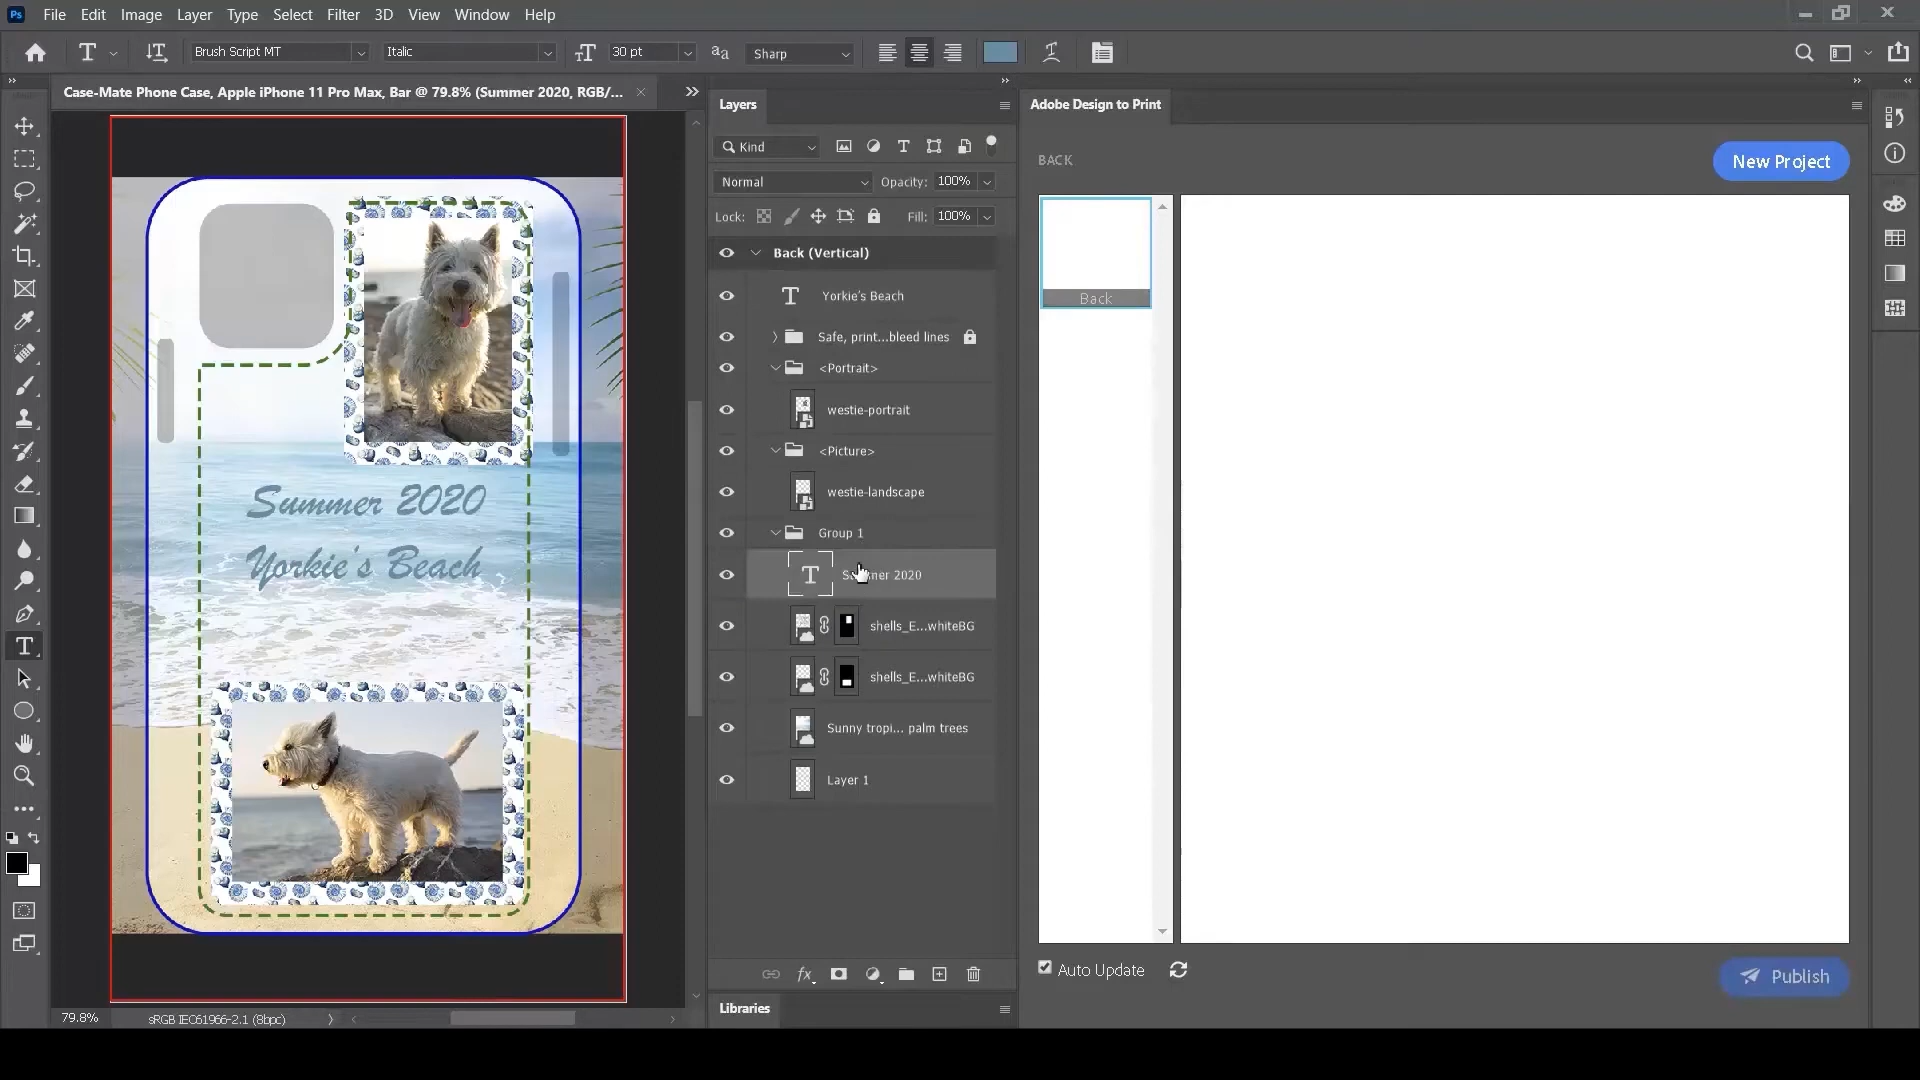 Ps File Edit Image Layer Type Select Filter 3D View Window Help
Brush Script MT Italic 30 pt aa Sharp
Case-Mate Phone Case, Apple iPhone 11 Pro Max, Bar @ 79.8% (Summer 2020, RGB/...
Layers
Adobe Design to Print
Kind
BACK
New Project
Normal Opacity: 100%
Lock: Fill: 100%
Back (Vertical)
Back
Yorkie's Beach
Safe, print...bleed lines
<Portrait>
westie-portrait
<Picture>
westie-landscape
Summer 2020
Yorkie's Beach
Group 1
Summer 2020
shells_E...whiteBG
shells_E...whiteBG
Sunny tropi... palm trees
Layer 1
Auto Update
Publish
fx
Libraries
79.8% sRGB IEC61966-2.1 (8bpc)